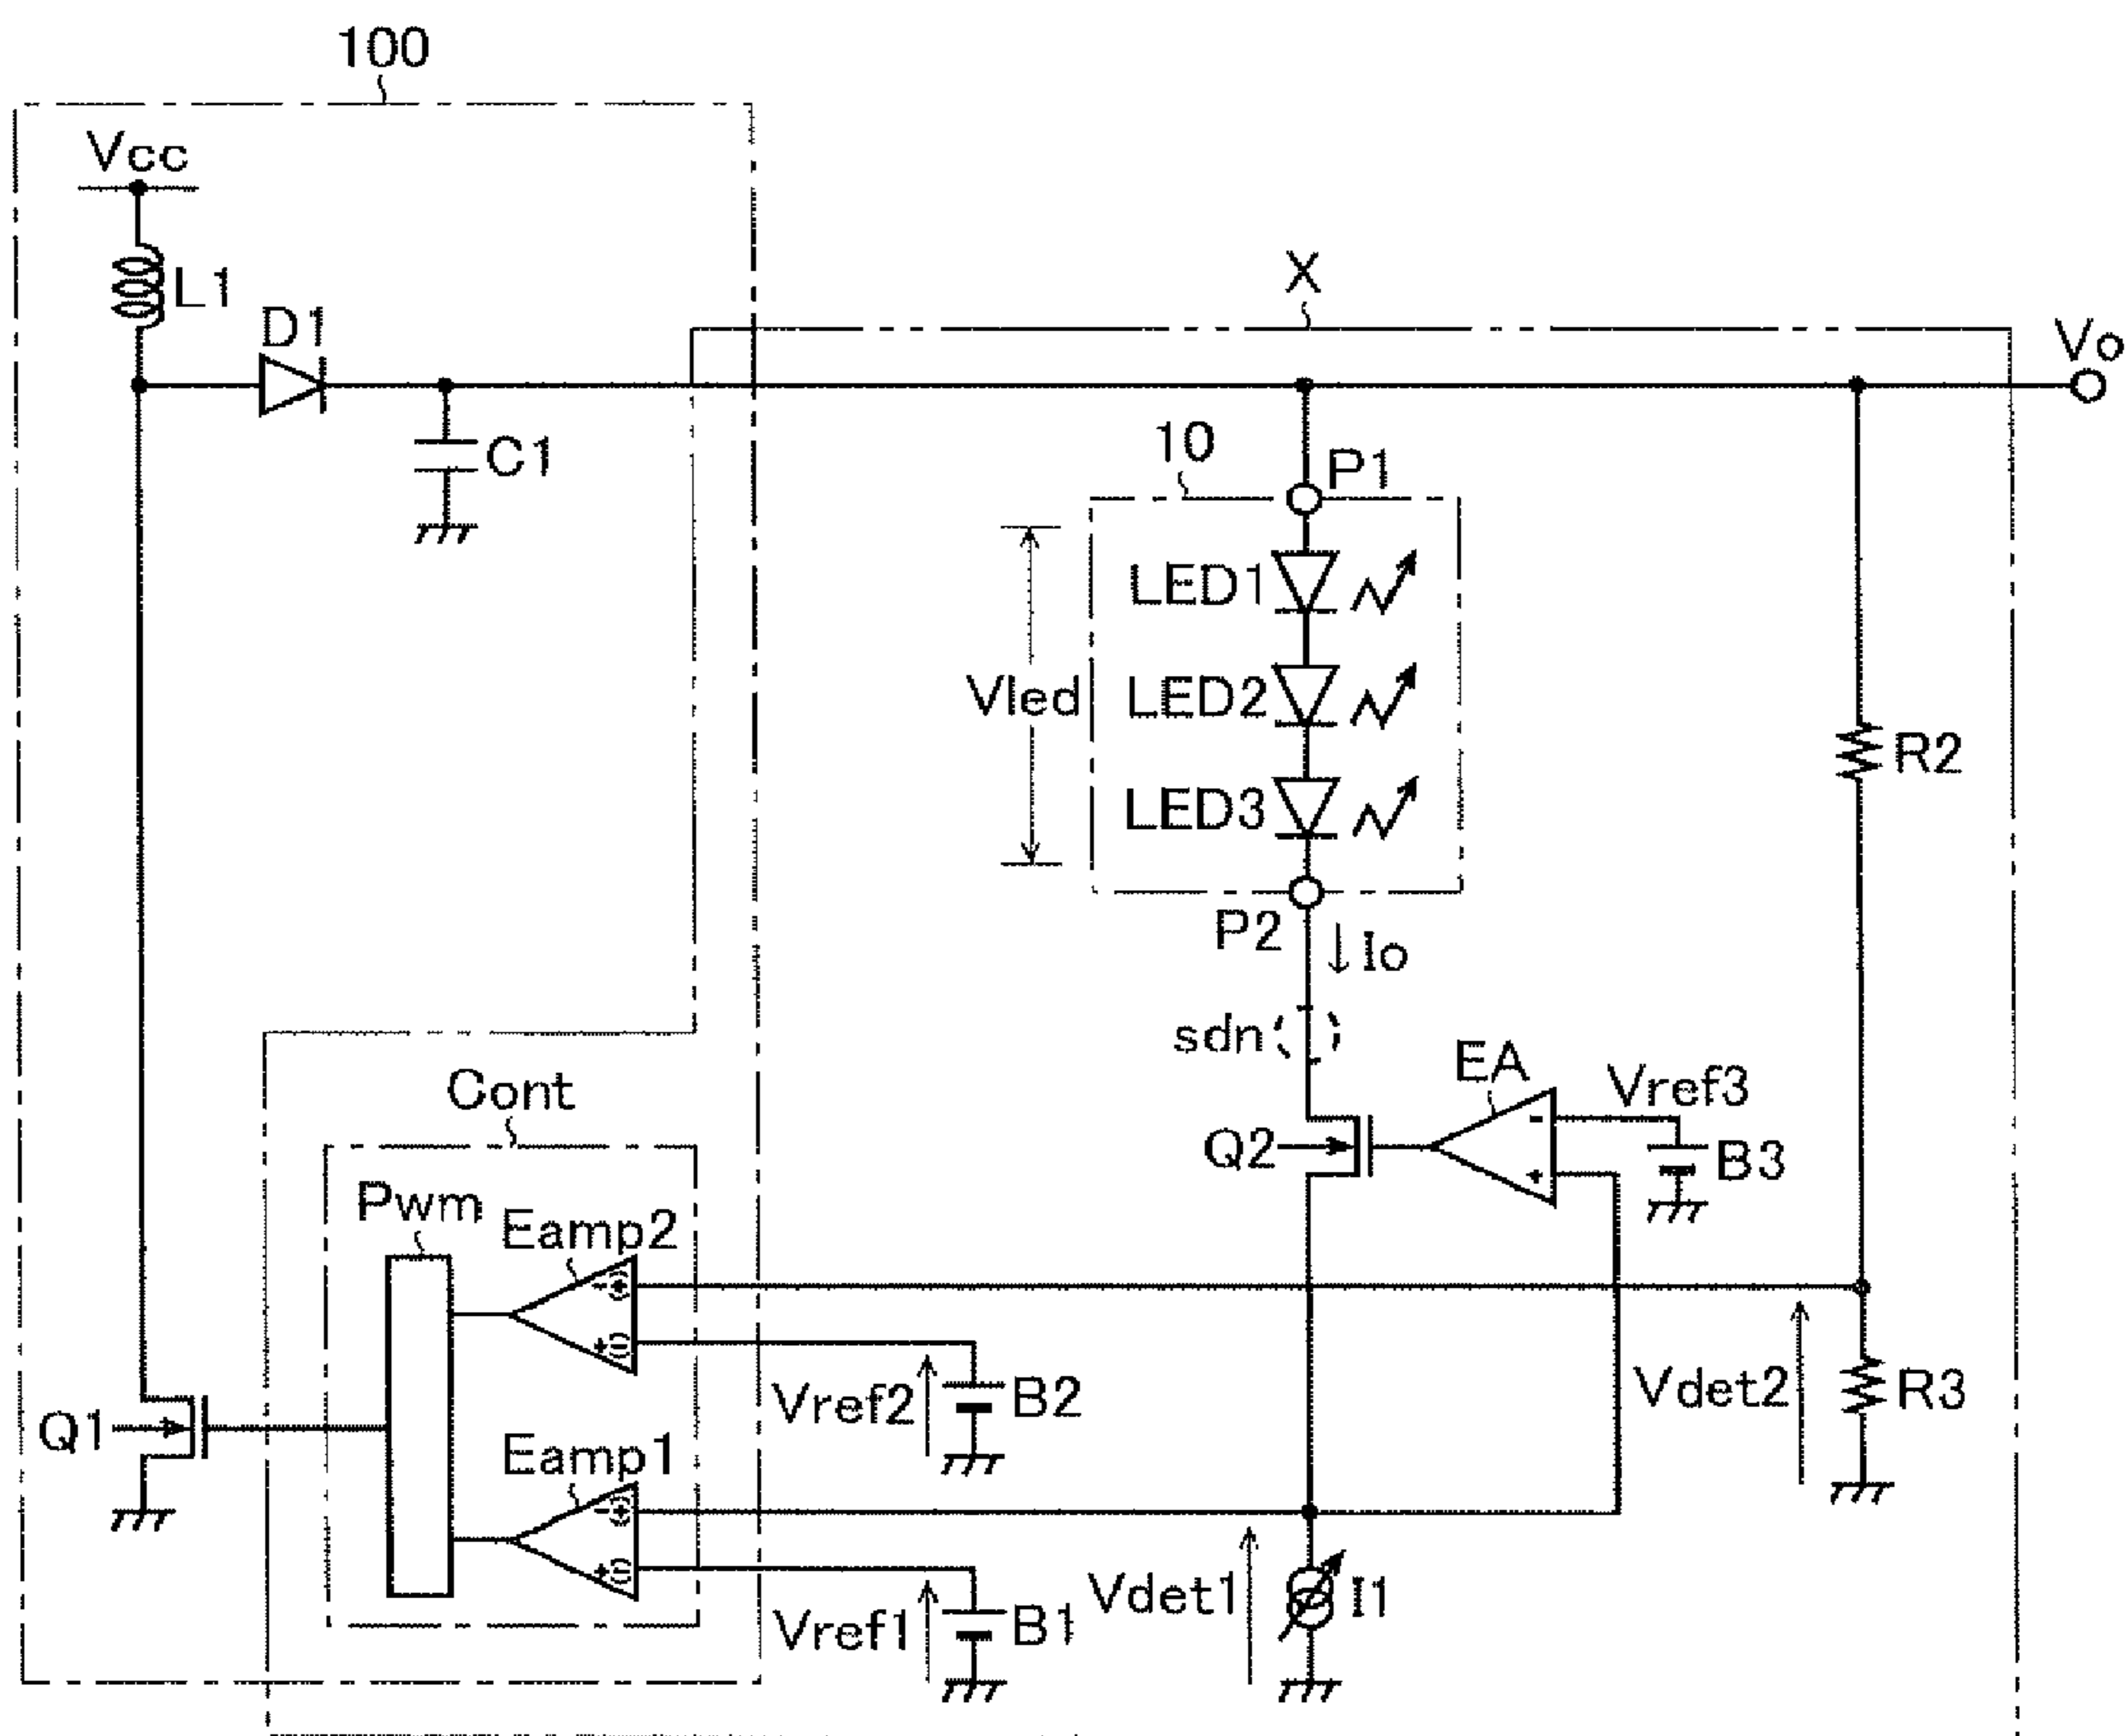 100
Vcc
L1
D1
C1
X
Vo
10
P1
LED1
Vled
LED2
LED3
R2
P2
Io
sdn
EA
Vref3
Q2
-
+
B3
Cont
Pwm
Eamp2
-(+)
+(-)
Vref2
B2
Vdet2
R3
Q1
Eamp1
-(+)
+(-)
Vref1
B1
Vdet1
I1